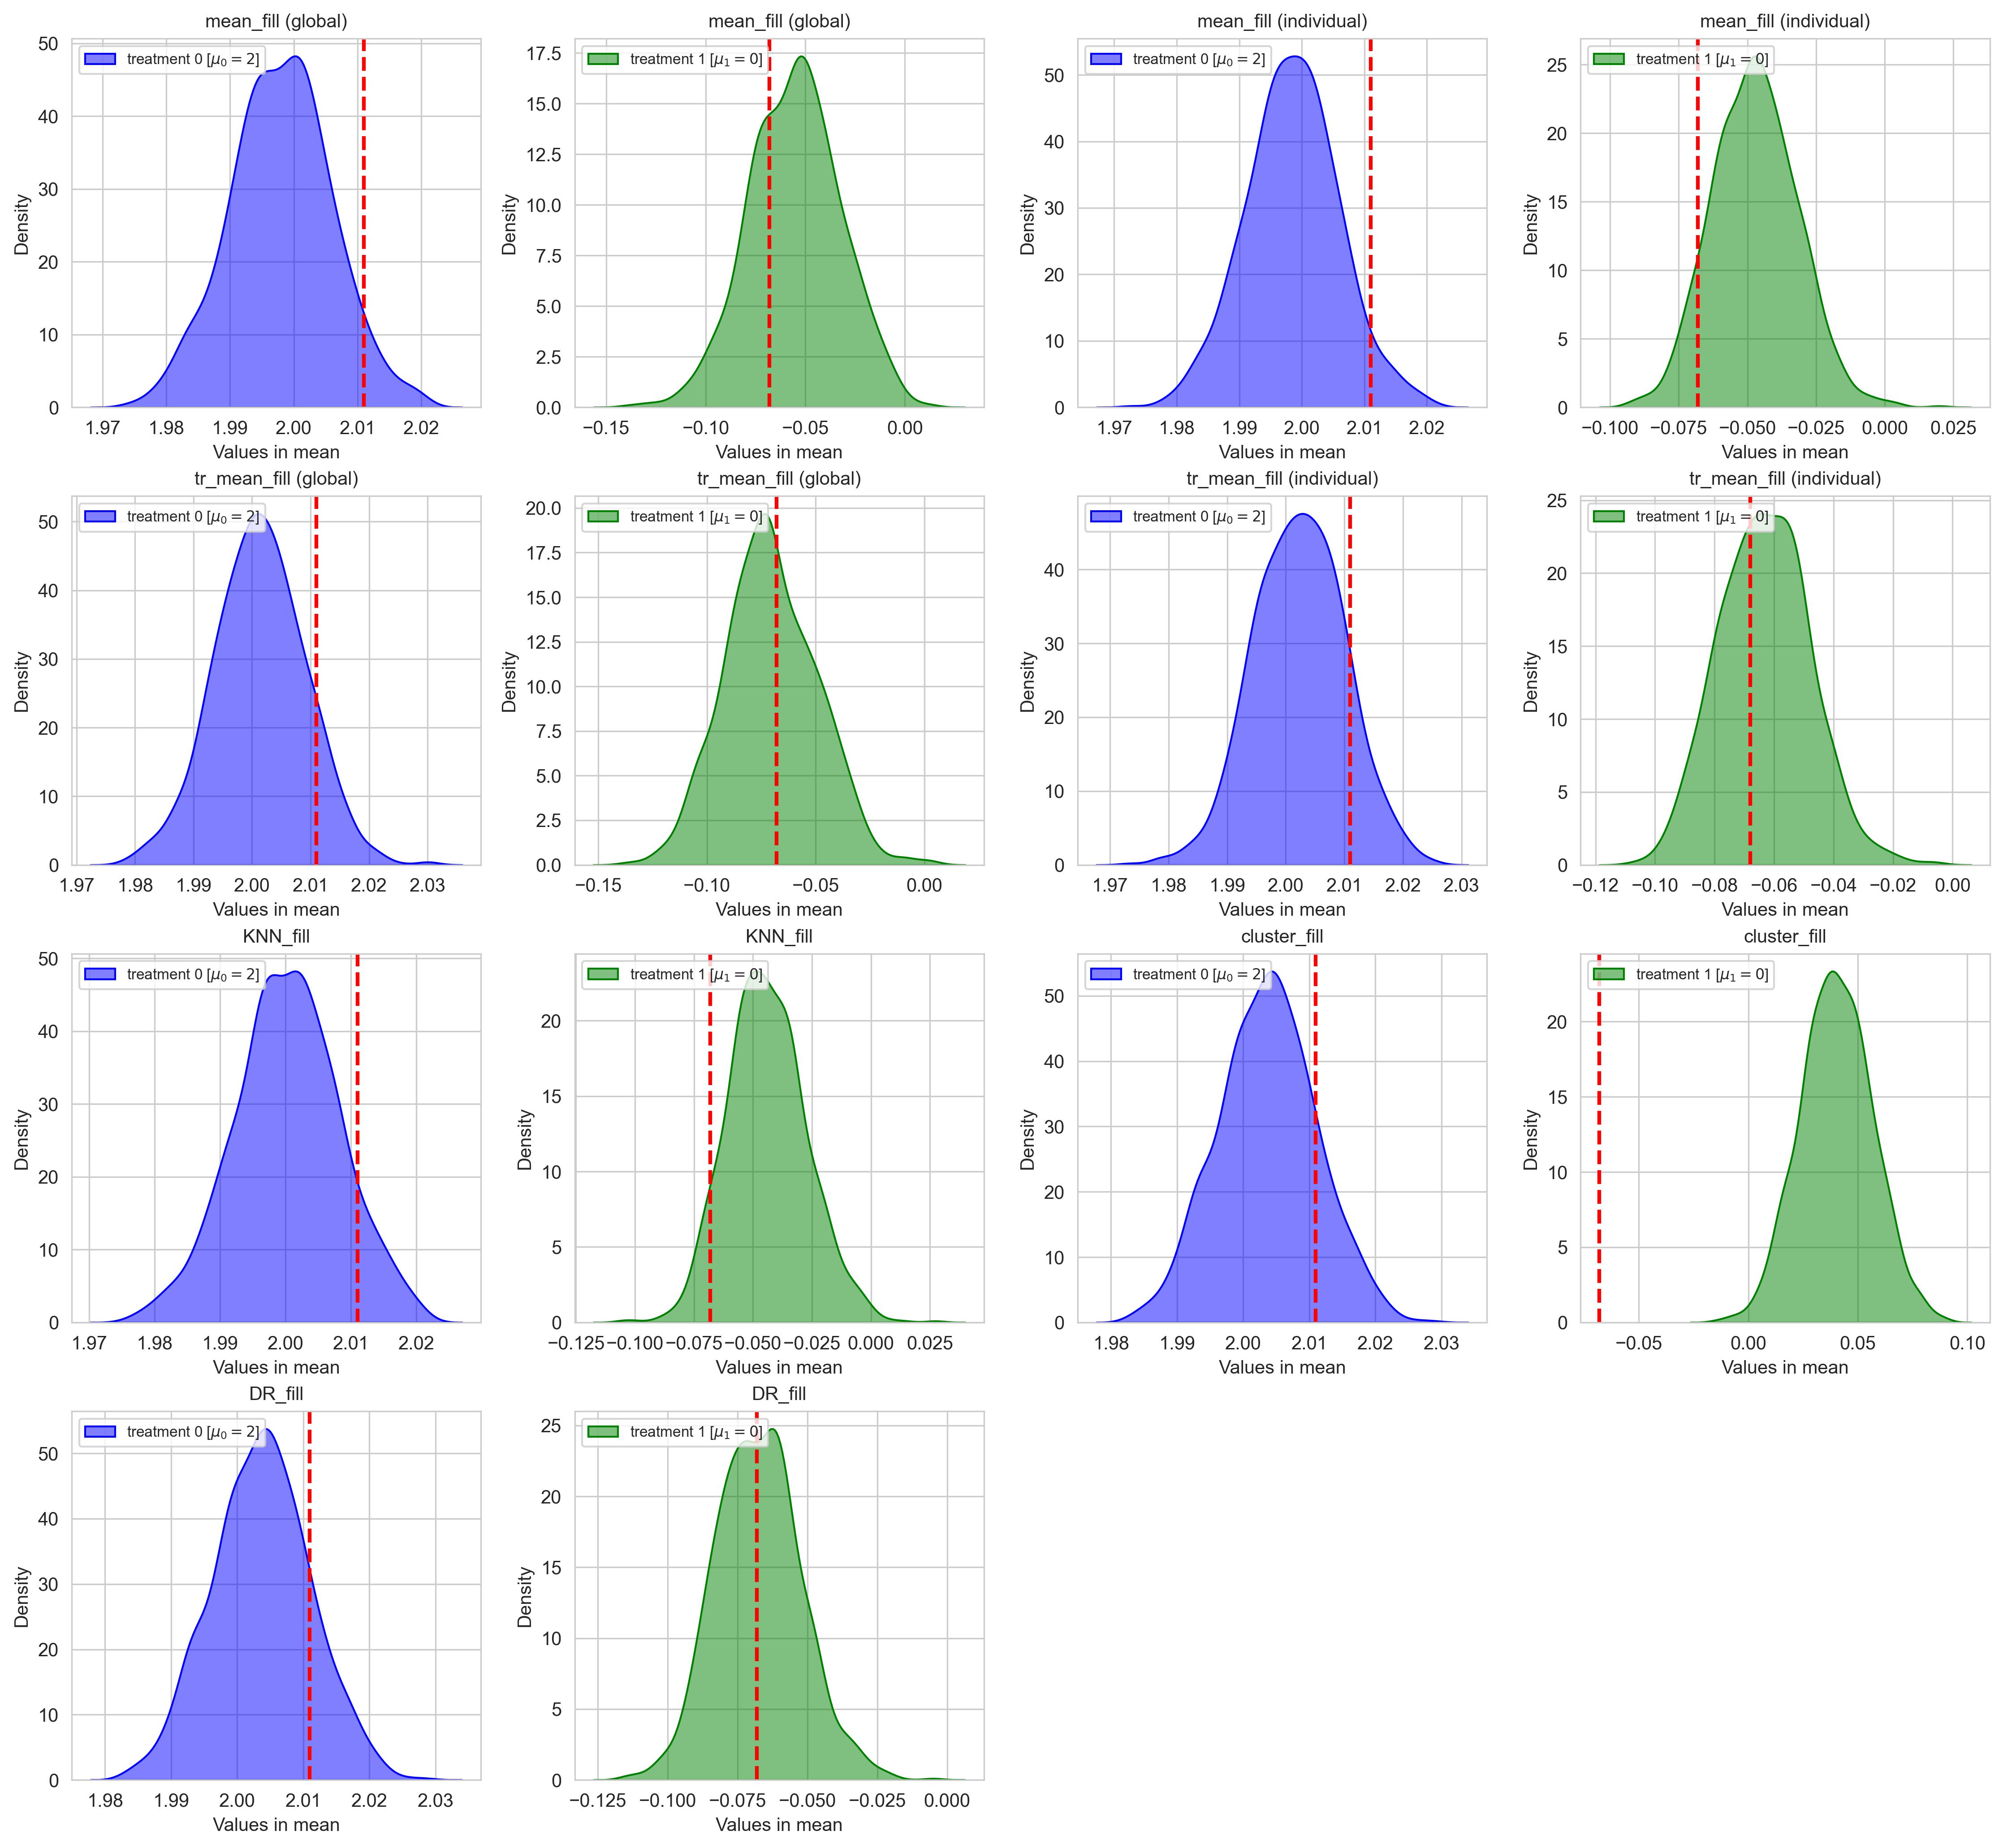 mean_fill (global)
treatment 0 [μ₀ = 2]
Density
50
40
30
20
10
0
1.97 1.98 1.99 2.00 2.01 2.02
Values in mean
mean_fill (global)
treatment 1 [μ₁ = 0]
Density
17.5
15.0
12.5
10.0
7.5
5.0
2.5
0.0
−0.15 −0.10 −0.05 0.00
Values in mean
mean_fill (individual)
treatment 0 [μ₀ = 2]
Density
50
40
30
20
10
0
1.97 1.98 1.99 2.00 2.01 2.02
Values in mean
mean_fill (individual)
treatment 1 [μ₁ = 0]
Density
25
20
15
10
5
0
−0.100 −0.075 −0.050 −0.025 0.000 0.025
Values in mean
tr_mean_fill (global)
treatment 0 [μ₀ = 2]
Density
50
40
30
20
10
0
1.97 1.98 1.99 2.00 2.01 2.02 2.03
Values in mean
tr_mean_fill (global)
treatment 1 [μ₁ = 0]
Density
20.0
17.5
15.0
12.5
10.0
7.5
5.0
2.5
0.0
−0.15 −0.10 −0.05 0.00
Values in mean
tr_mean_fill (individual)
treatment 0 [μ₀ = 2]
Density
40
30
20
10
0
1.97 1.98 1.99 2.00 2.01 2.02 2.03
Values in mean
tr_mean_fill (individual)
treatment 1 [μ₁ = 0]
Density
25
20
15
10
5
0
−0.12 −0.10 −0.08 −0.06 −0.04 −0.02 0.00
Values in mean
KNN_fill
treatment 0 [μ₀ = 2]
Density
50
40
30
20
10
0
1.97 1.98 1.99 2.00 2.01 2.02
Values in mean
KNN_fill
treatment 1 [μ₁ = 0]
Density
20
15
10
5
0
−0.125 −0.100 −0.075 −0.050 −0.025 0.000 0.025
Values in mean
cluster_fill
treatment 0 [μ₀ = 2]
Density
50
40
30
20
10
0
1.98 1.99 2.00 2.01 2.02 2.03
Values in mean
cluster_fill
treatment 1 [μ₁ = 0]
Density
20
15
10
5
0
−0.05 0.00 0.05 0.10
Values in mean
DR_fill
treatment 0 [μ₀ = 2]
Density
50
40
30
20
10
0
1.98 1.99 2.00 2.01 2.02 2.03
Values in mean
DR_fill
treatment 1 [μ₁ = 0]
Density
25
20
15
10
5
0
−0.125 −0.100 −0.075 −0.050 −0.025 0.000
Values in mean